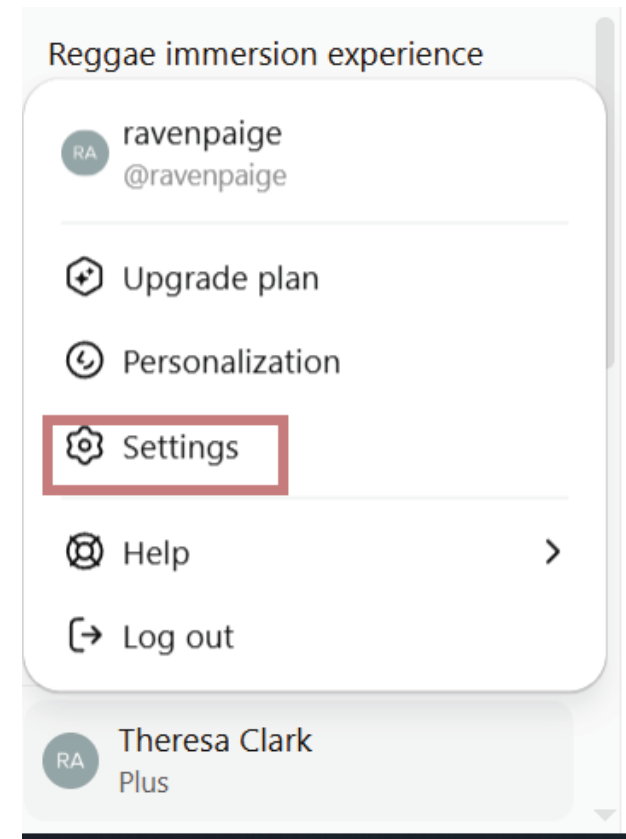 Reggae immersion experience
RA
ravenpaige
@ravenpaige
Upgrade plan
Personalization
Settings
Help
Log out
RA
Theresa Clark
Plus